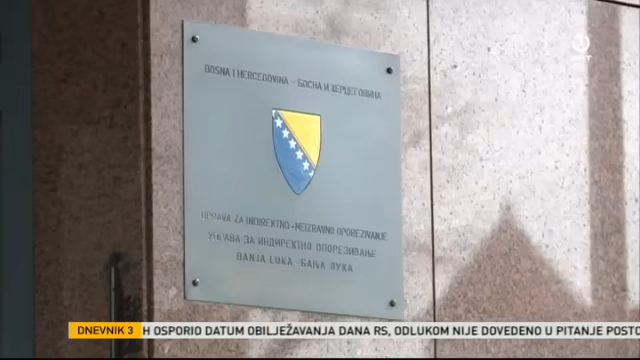 BOSNA I HERCEGOVINA - БОСНА И ХЕРЦЕГОВИНА
UPRAVA ZA INDIREKTNO-NEIZRAVNO OPOREZIVANJE
УПРАВА ЗА ИНДИРЕКТНО ОПОРЕЗИВАЊЕ
BANJA LUKA - БАЊА ЛУКА
DNEVNIK 3 H OSPORIO DATUM OBILJEŽAVANJA DANA RS, ODLUKOM NIJE DOVEDENO U PITANJE POSTO